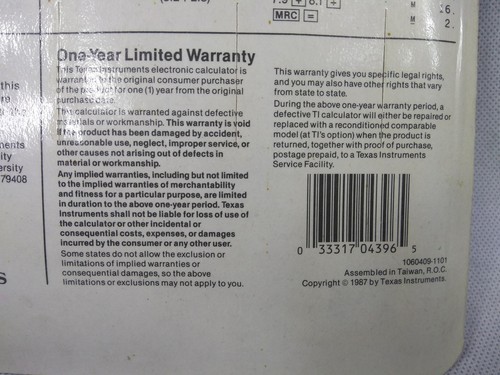 7.5 + 8.1 ÷
M 6.
MRC =
M 2.
One-Year Limited Warranty
This Texas Instruments electronic calculator is
warranted to the original consumer purchaser
of the product for one (1) year from the original
purchase date.
The calculator is warranted against defective
materials or workmanship. This warranty is void
if the product has been damaged by accident,
unreasonable use, neglect, improper service, or
other causes not arising out of defects in
material or workmanship.
Any implied warranties, including but not limited
to the implied warranties of merchantability
and fitness for a particular purpose, are limited
in duration to the above one-year period. Texas
Instruments shall not be liable for loss of use of
the calculator or other incidental or
consequential costs, expenses, or damages
incurred by the consumer or any other user.
Some states do not allow the exclusion or
limitations of implied warranties or
consequential damages, so the above
limitations or exclusions may not apply to you.
This warranty gives you specific legal rights,
and you may also have other rights that vary
from state to state.
During the above one-year warranty period, a
defective TI calculator will either be repaired or
replaced with a reconditioned comparable
model (at TI's option) when the product is
returned, together with proof of purchase,
postage prepaid, to a Texas Instruments
Service Facility.
0 33317 04396 5
1060409-1101
Assembled in Taiwan, R.O.C.
Copyright © 1987 by Texas Instruments.
this
the
ments
ity
ersity
79408
s